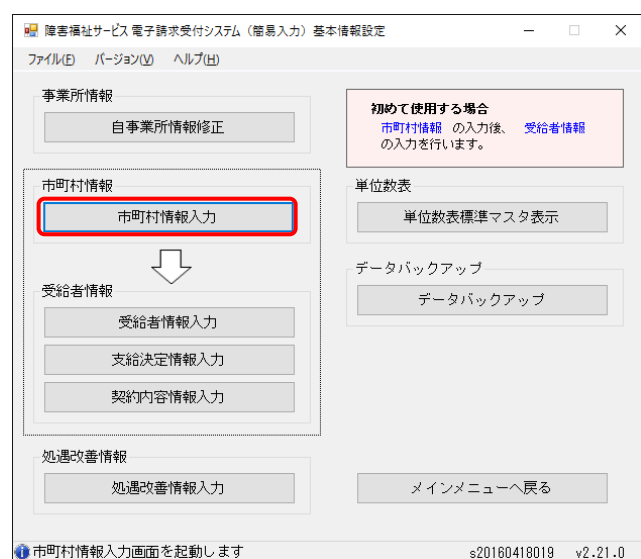 障害福祉サービス 電子請求受付システム（簡易入力） 基本情報設定
ファイル(F) バージョン(V) ヘルプ(H)
事業所情報
自事業所情報修正
初めて使用する場合
市町村情報 の入力後、 受給者情報
の入力を行います。
市町村情報
市町村情報入力
単位数表
単位数表標準マスタ表示
データバックアップ
データバックアップ
受給者情報
受給者情報入力
支給決定情報入力
契約内容情報入力
処遇改善情報
処遇改善情報入力
メインメニューへ戻る
市町村情報入力画面を起動します
s20160418019 v2.21.0